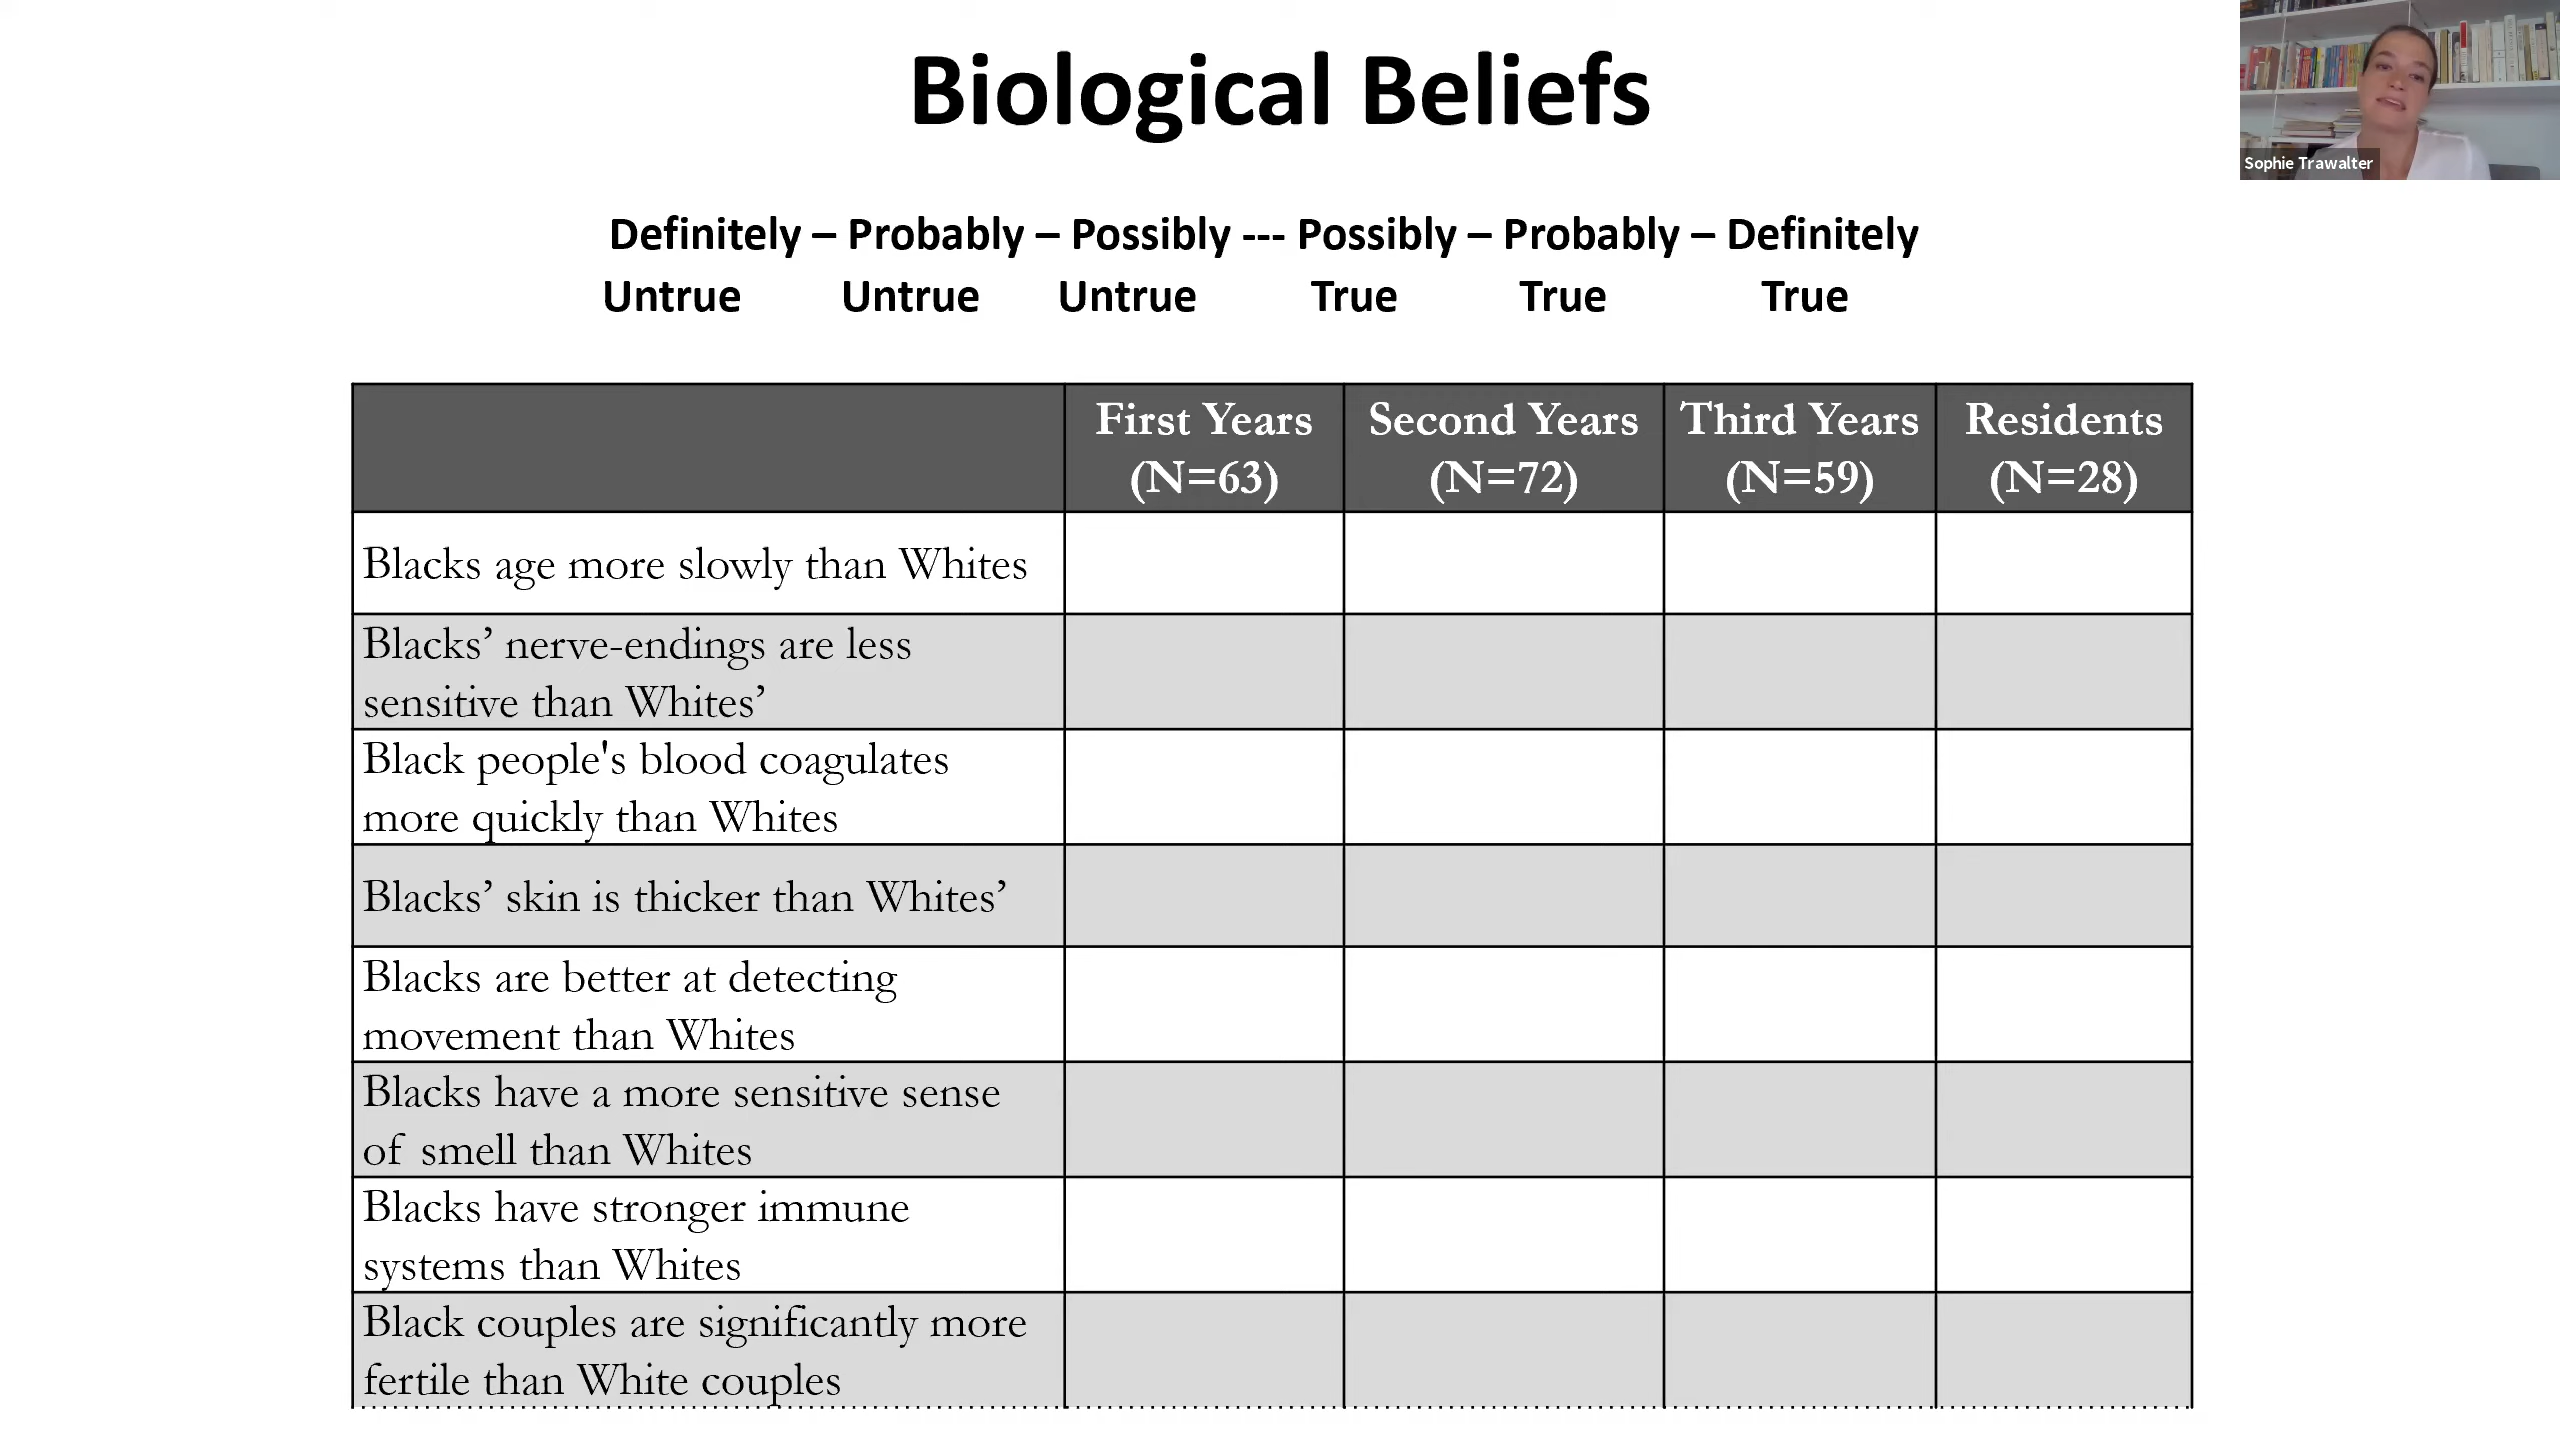 Biological Beliefs
Sophie Trawalter
Definitely – Probably – Possibly --- Possibly – Probably – Definitely
Untrue Untrue Untrue True True True
First Years Second Years Third Years Residents
(N=63) (N=72) (N=59) (N=28)
Blacks age more slowly than Whites
Blacks’ nerve-endings are less
sensitive than Whites’
Black people's blood coagulates
more quickly than Whites
Blacks’ skin is thicker than Whites’
Blacks are better at detecting
movement than Whites
Blacks have a more sensitive sense
of smell than Whites
Blacks have stronger immune
systems than Whites
Black couples are significantly more
fertile than White couples